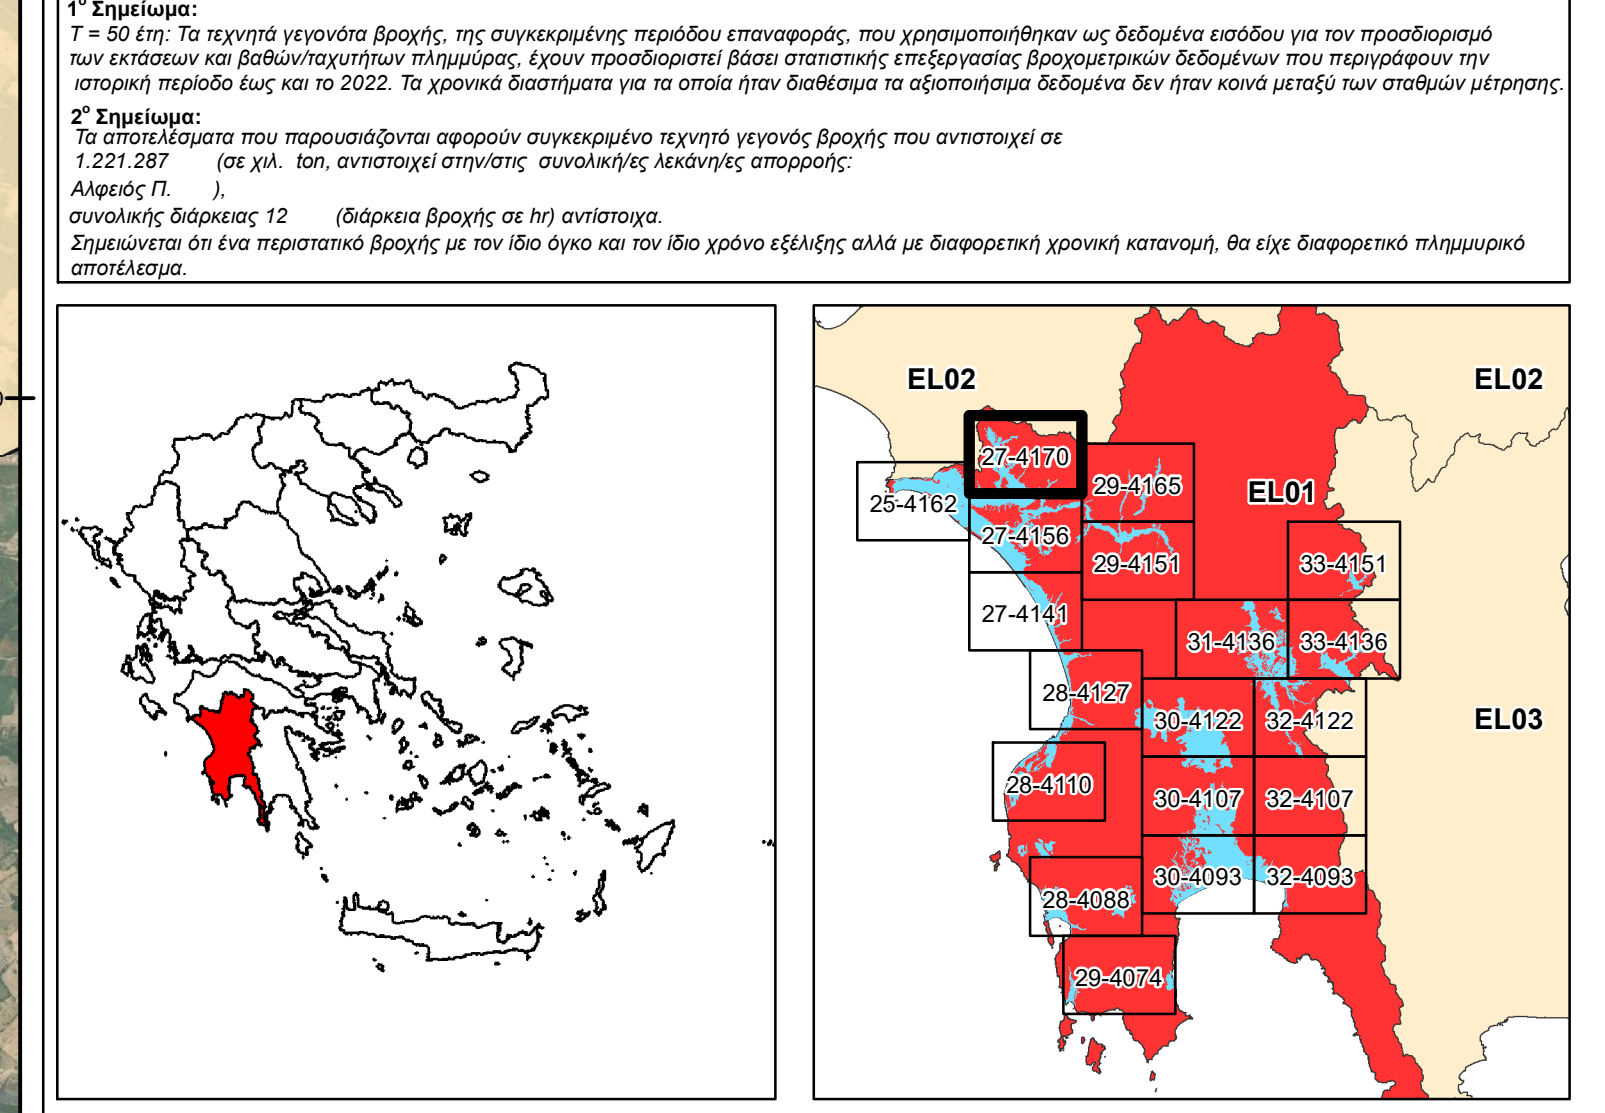 1ο Σημείωμα:
T = 50 έτη: Τα τεχνητά γεγονότα βροχής, της συγκεκριμένης περιόδου επαναφοράς, που χρησιμοποιήθηκαν ως δεδομένα εισόδου για τον προσδιορισμό
των εκτάσεων και βαθών/ταχυτήτων πλημμύρας, έχουν προσδιοριστεί βάσει στατιστικής επεξεργασίας βροχομετρικών δεδομένων που περιγράφουν την
ιστορική περίοδο έως και το 2022. Τα χρονικά διαστήματα για τα οποία ήταν διαθέσιμα τα αξιοποιήσιμα δεδομένα δεν ήταν κοινά μεταξύ των σταθμών μέτρησης.
2ο Σημείωμα:
Τα αποτελέσματα που παρουσιάζονται αφορούν συγκεκριμένο τεχνητό γεγονός βροχής που αντιστοιχεί σε
1.221.287 (σε χιλ. ton, αντιστοιχεί στην/στις συνολική/ες λεκάνη/ες απορροής:
Αλφειός Π. ),
συνολικής διάρκειας 12 (διάρκεια βροχής σε hr) αντίστοιχα.
Σημειώνεται ότι ένα περιστατικό βροχής με τον ίδιο όγκο και τον ίδιο χρόνο εξέλιξης αλλά με διαφορετική χρονική κατανομή, θα είχε διαφορετικό πλημμυρικό
αποτέλεσμα.
EL02
EL02
27-4170
29-4165
EL01
25-4162
27-4156
29-4151
33-4151
27-4141
31-4136
33-4136
28-4127
30-4122
32-4122
EL03
28-4110
30-4107
32-4107
30-4093
32-4093
28-4088
29-4074